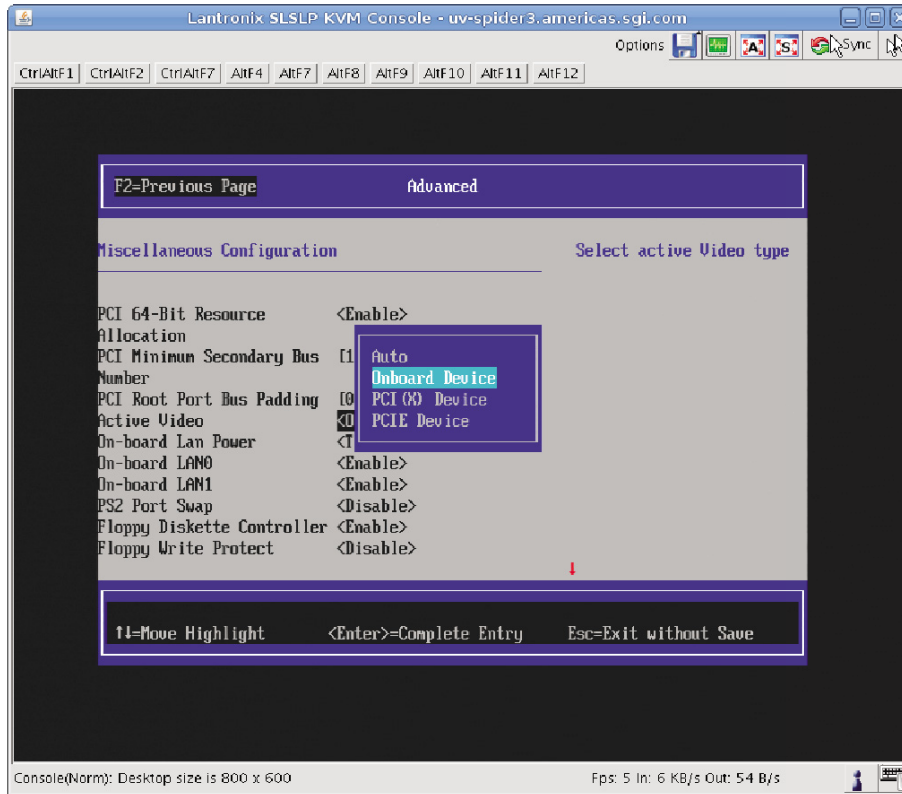 Lantronix SLSLP KVM Console - uv-spider3.americas.sgi.com
Options Sync
CtrlAltF1 CtrlAltF2 CtrlAltF7 AltF4 AltF7 AltF8 AltF9 AltF10 AltF11 AltF12
F2=Previous Page Advanced
Miscellaneous Configuration Select active Video type
PCI 64-Bit Resource <Enable>
Allocation
PCI Minimum Secondary Bus [1 Auto
Number Onboard Device
PCI Root Port Bus Padding [0 PCI(X) Device
Active Video <O PCIE Device
On-board Lan Power <T
On-board LAN0 <Enable>
On-board LAN1 <Enable>
PS2 Port Swap <Disable>
Floppy Diskette Controller <Enable>
Floppy Write Protect <Disable>
↓
↑↓=Move Highlight <Enter>=Complete Entry Esc=Exit without Save
Console(Norm): Desktop size is 800 x 600 Fps: 5 In: 6 KB/s Out: 54 B/s